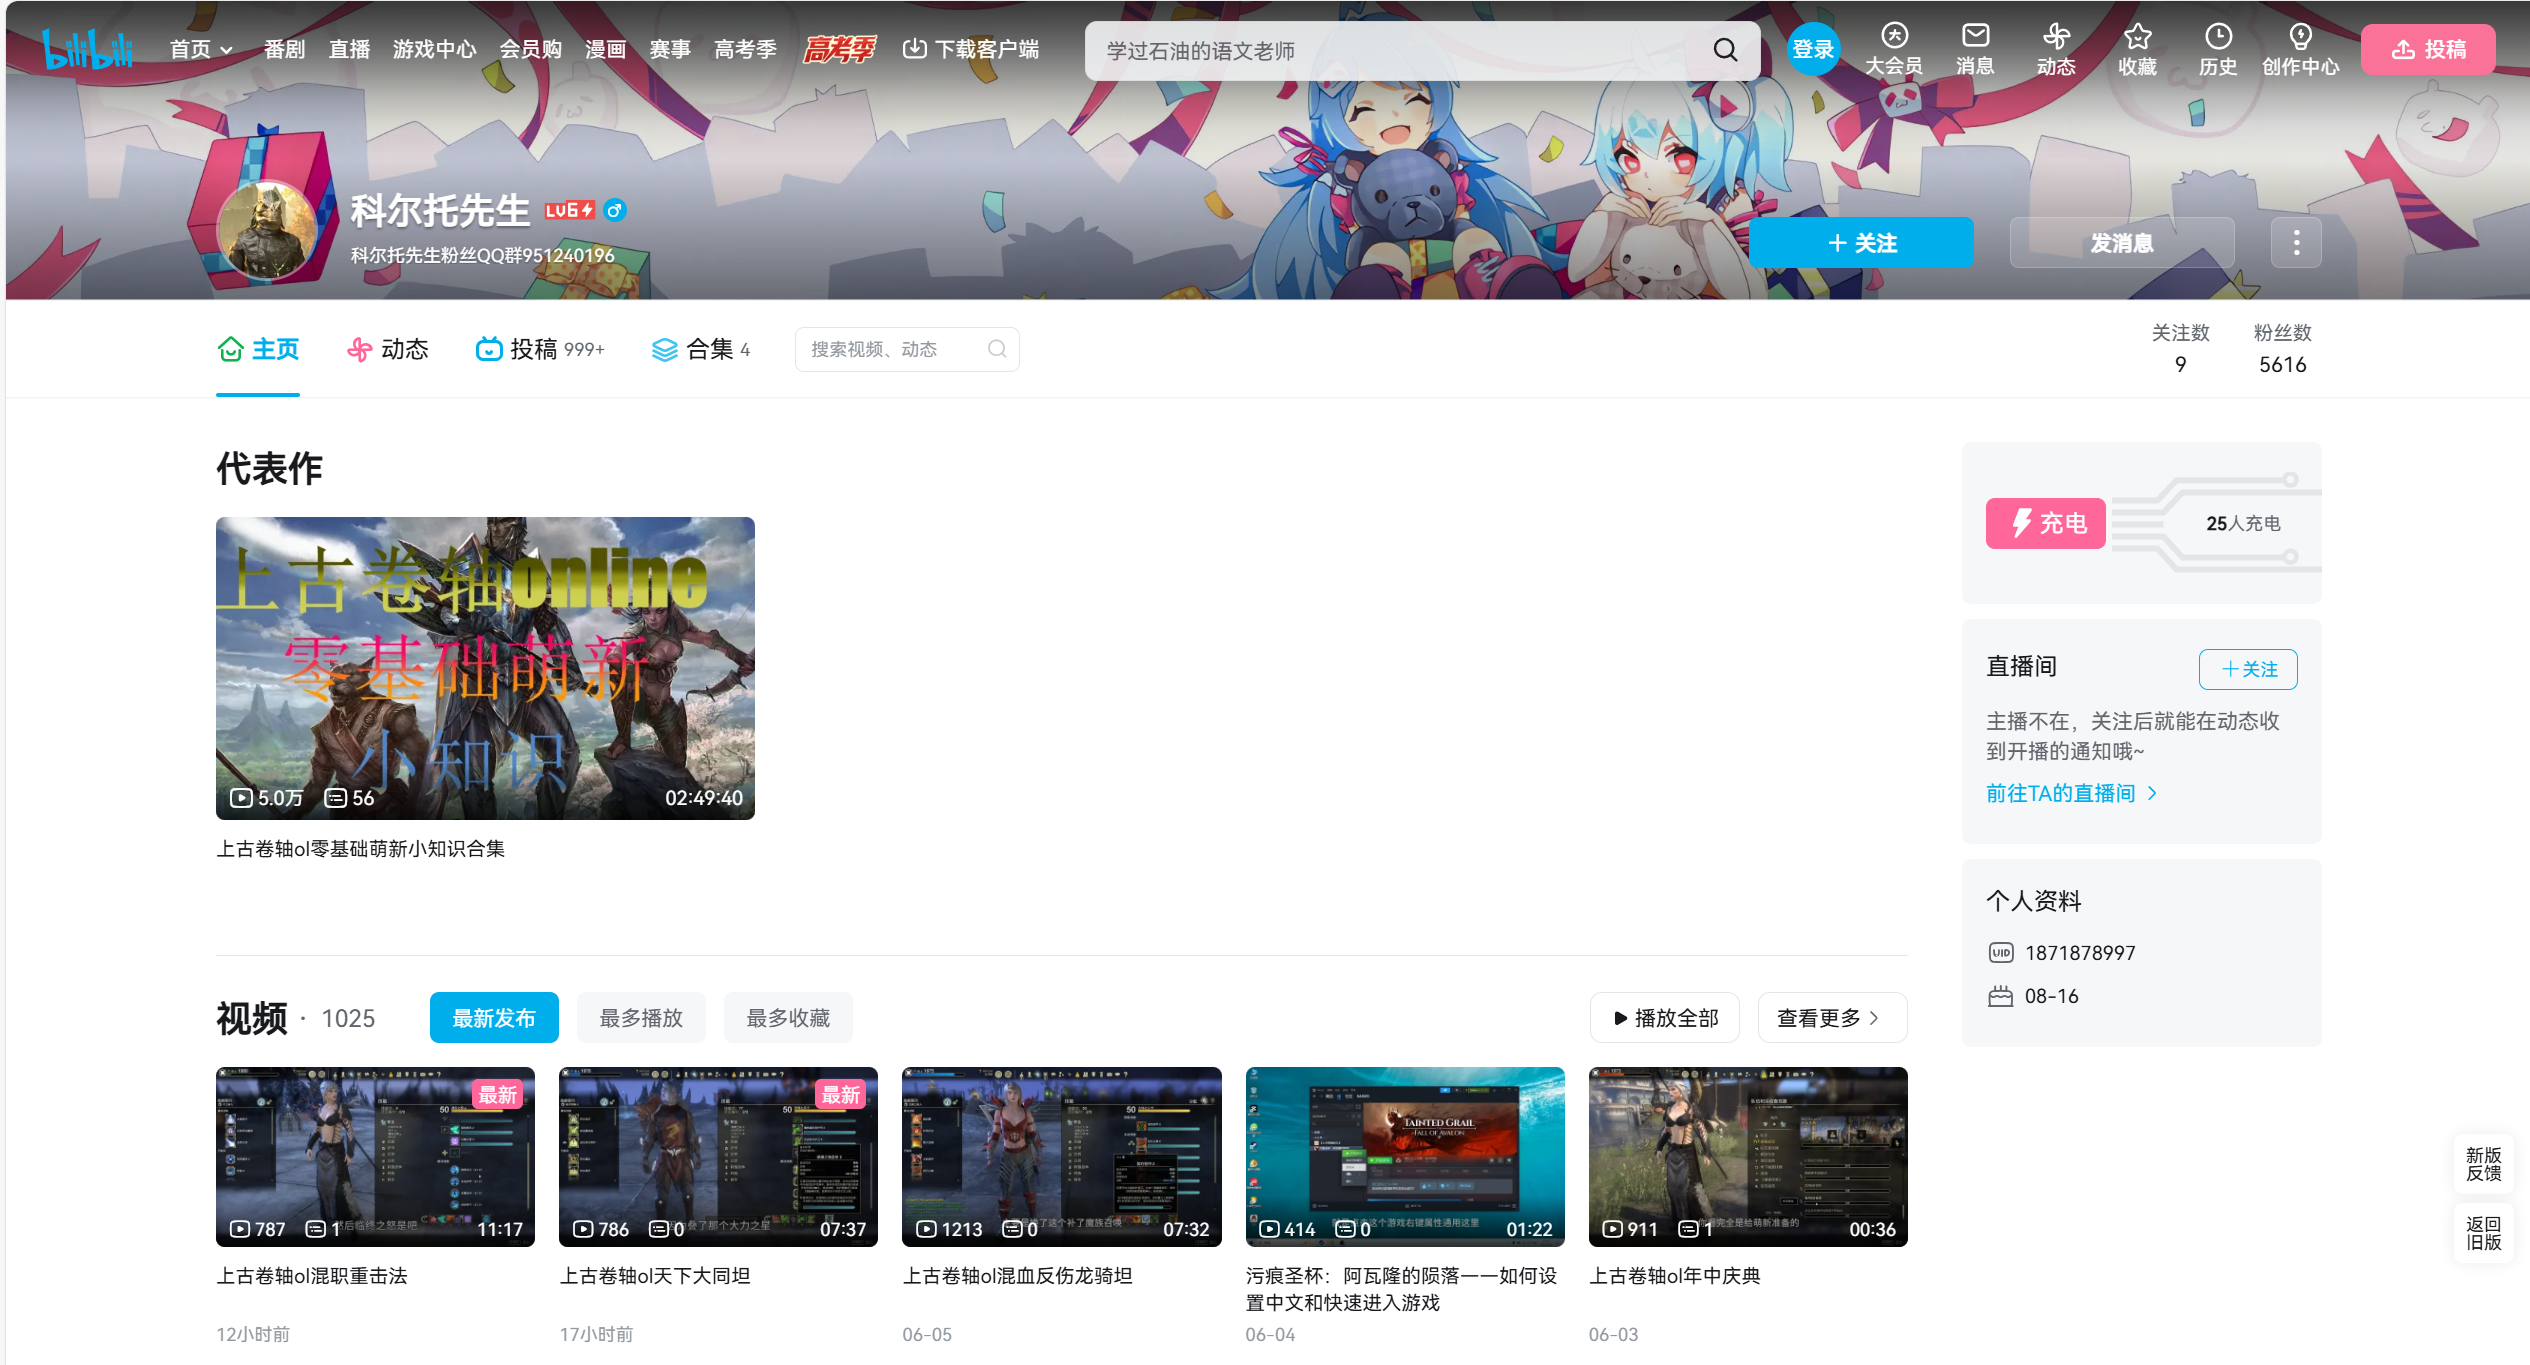 bilibili
首页
番剧
直播
游戏中心
会员购
漫画
赛事
高考季
高考季
下载客户端
学过石油的语文老师
登录
大会员
消息
动态
收藏
历史
创作中心
投稿
科尔托先生 LV6
科尔托先生粉丝QQ群951240196
关注
发消息
主页
动态
投稿 999+
合集 4
搜索视频、动态
关注数
9
粉丝数
5616
代表作
上古卷轴online
零基础萌新
小知识
5.0万 56 02:49:40
上古卷轴ol零基础萌新小知识合集
充电
25人充电
直播间
关注
主播不在，关注后就能在动态收
到开播的通知哦~
前往TA的直播间
个人资料
UID 1871878997
08-16
视频 · 1025
最新发布
最多播放
最多收藏
播放全部
查看更多
最新
787 1 11:17
上古卷轴ol混职重击法
12小时前
最新
786 0 07:37
上古卷轴ol天下大同坦
17小时前
1213 0 07:32
上古卷轴ol混血反伤龙骑坦
06-05
TAINTED GRAIL
FALL OF AVALON
414 0 01:22
污痕圣杯：阿瓦隆的陨落——如何设
置中文和快速进入游戏
06-04
911 1 00:36
上古卷轴ol年中庆典
06-03
新版
反馈
返回
旧版